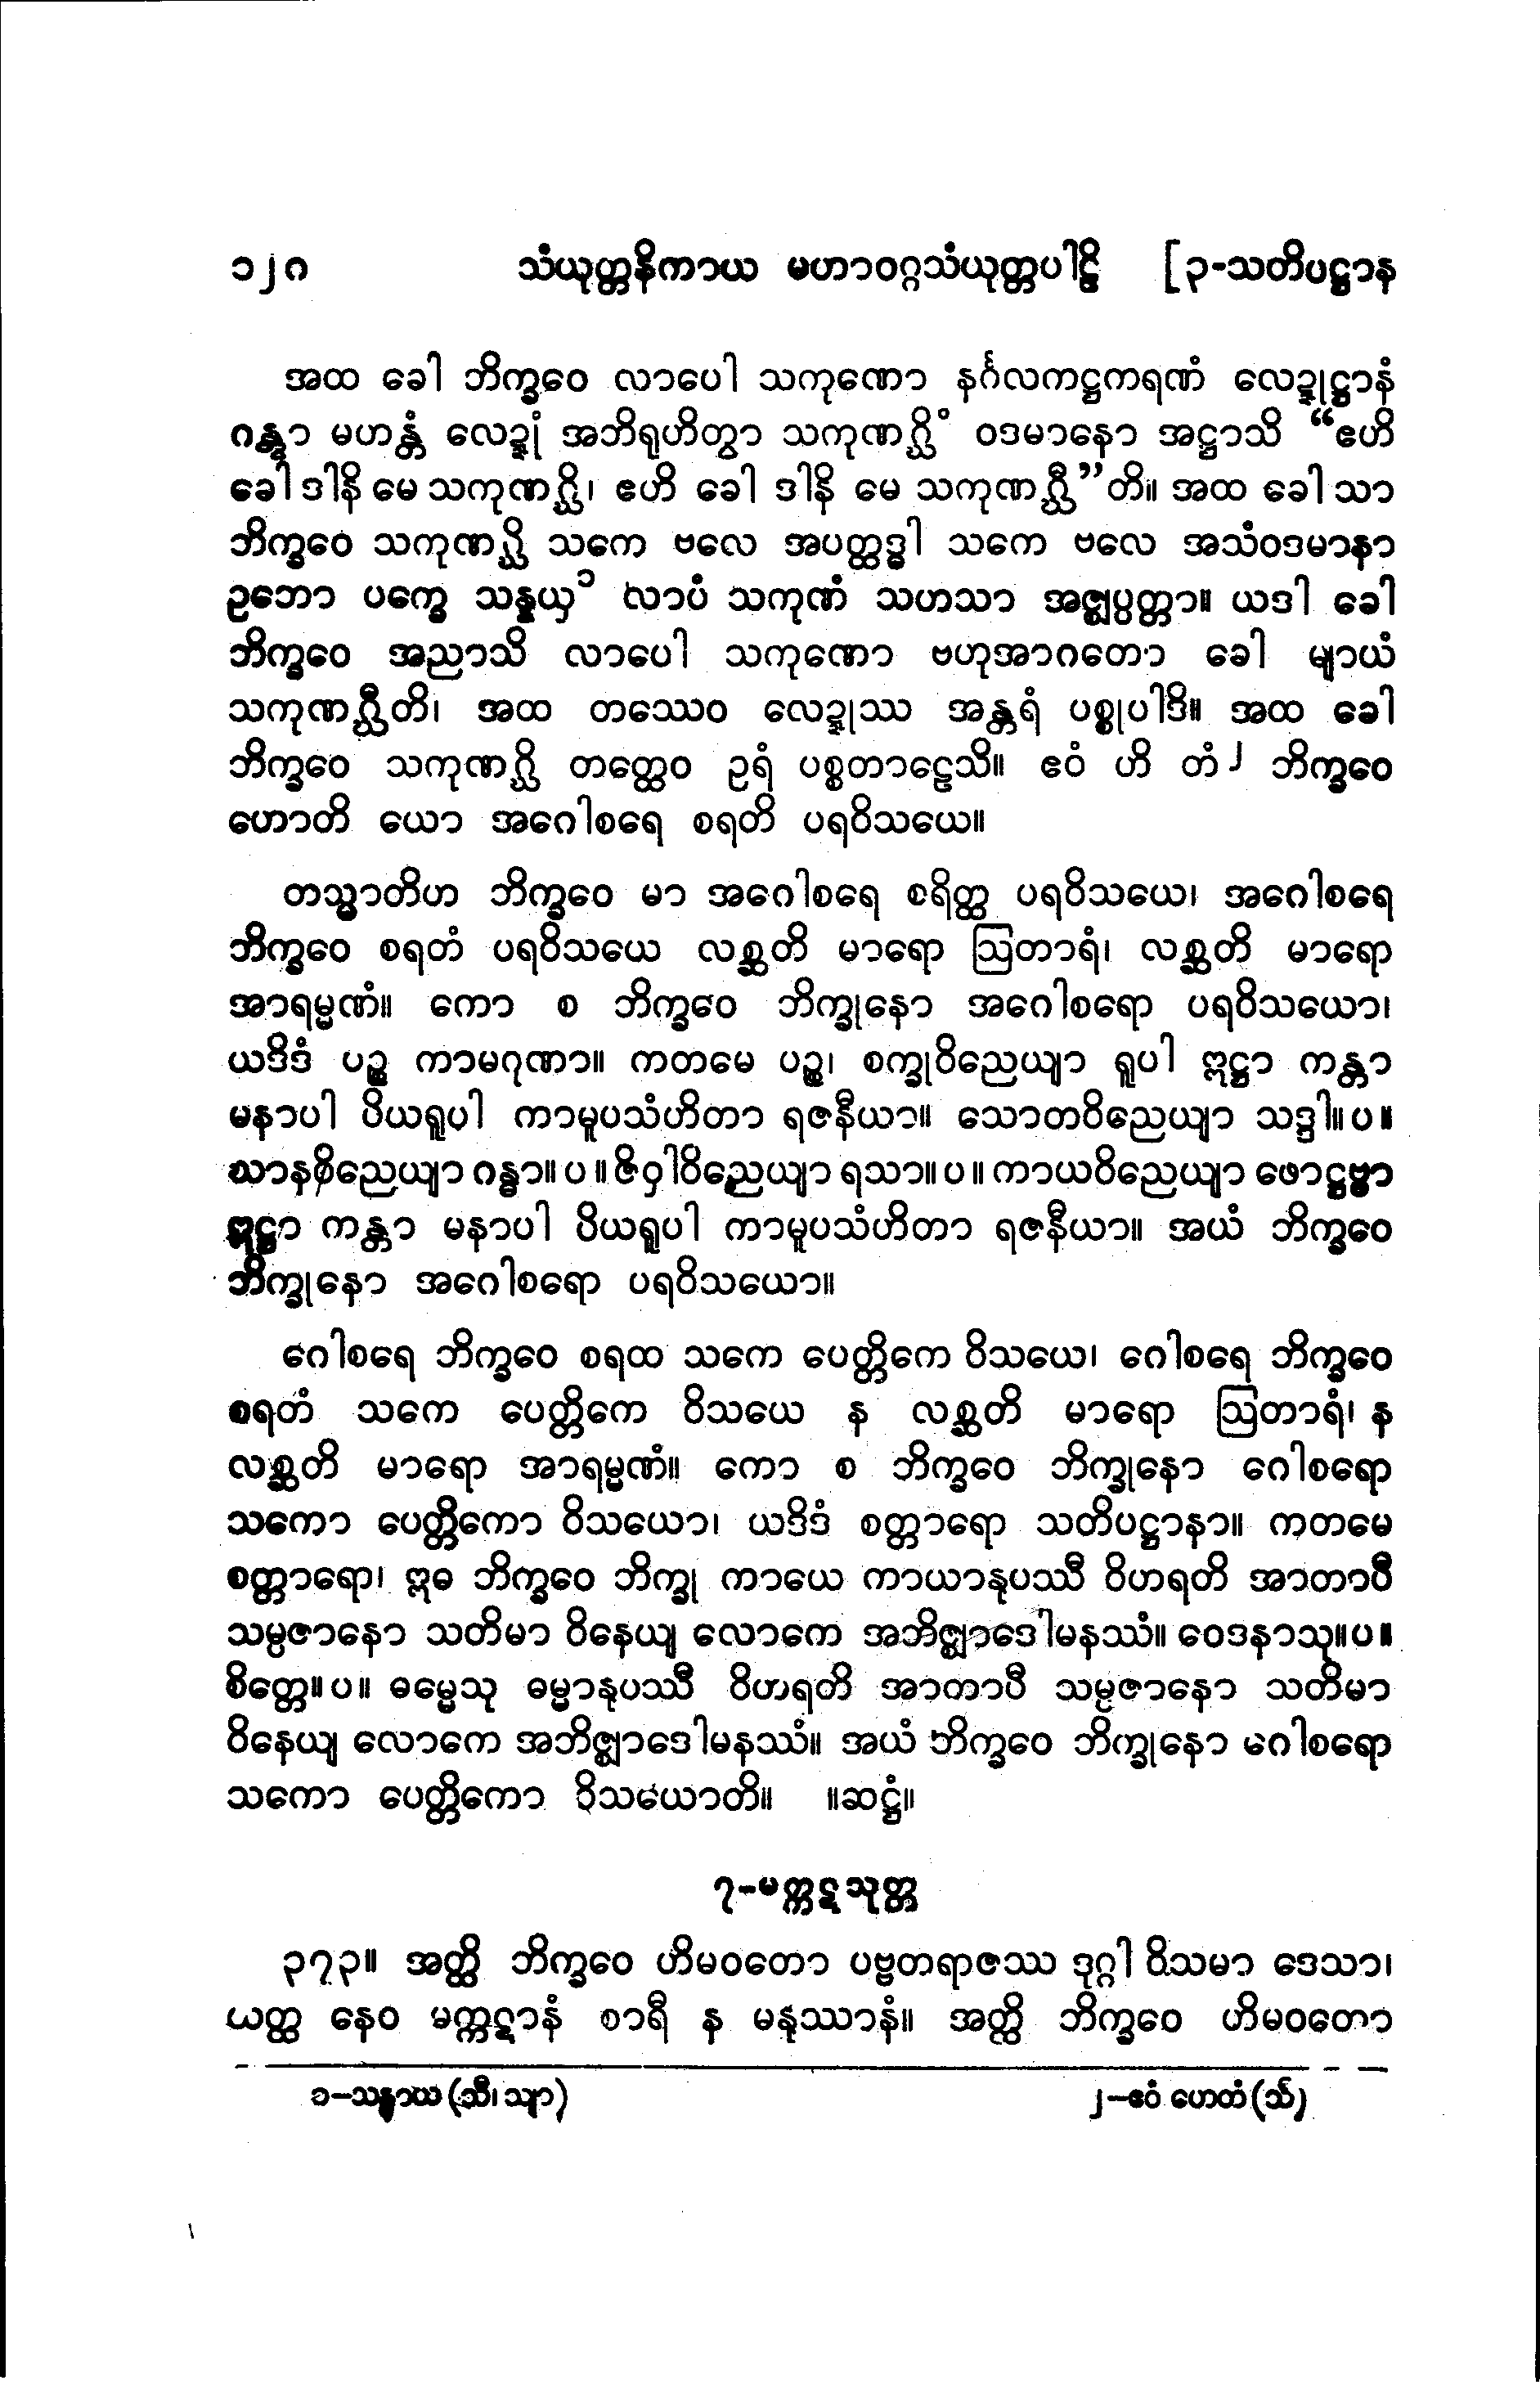 ၁၂၈ သံယုတ္တနိကာယ မဟာဝဂ္ဂသံယုတ္တပါဠိ [၃-သတိပဋ္ဌာန
အထ ခေါ ဘိက္ခဝေ လာပေါ သကုဏော နင်္ဂလကဋ္ဌကရဏံ လေဍ္ဍုဋ္ဌာနံ
ဂန္တွာ မဟန္တံ လေဍ္ဍုံ အဘိရုဟိတွာ သကုဏဂ္ဃိံ ဝဒမာနော အဋ္ဌာသိ “ဧဟိ
ခေါ ဒါနိ မေ သကုဏဂ္ဃိ၊ ဧဟိ ခေါ ဒါနိ မေ သကုဏဂ္ဃီ”တိ။ အထ ခေါ သာ
ဘိက္ခဝေ သကုဏဂ္ဃိ သကေ ဗလေ အပတ္ထဒ္ဓါ သကေ ဗလေ အသံဝဒမာနာ
ဥဘော ပက္ခေ သန္နယှ၁ လာပံ သကုဏံ သဟသာ အဇ္ဈပ္ပတ္တာ။ ယဒါ ခေါ
ဘိက္ခဝေ အညာသိ လာပေါ သကုဏော ဗဟုအာဂတော ခေါ မျာယံ
သကုဏဂ္ဃီတိ၊ အထ တဿေဝ လေဍ္ဍုဿ အန္တရံ ပစ္စုပါဒိ။ အထ ခေါ
ဘိက္ခဝေ သကုဏဂ္ဃိ တတ္ထေဝ ဥရံ ပစ္စတာဠေသိ။ ဧဝံ ဟိ တံ၂ ဘိက္ခဝေ
ဟောတိ ယော အဂေါစရေ စရတိ ပရဝိသယေ။
တသ္မာတိဟ ဘိက္ခဝေ မာ အဂေါစရေ စရိတ္ထ ပရဝိသယေ၊ အဂေါစရေ
ဘိက္ခဝေ စရတံ ပရဝိသယေ လစ္ဆတိ မာရော ဩတာရံ၊ လစ္ဆတိ မာရော
အာရမ္မဏံ။ ကော စ ဘိက္ခဝေ ဘိက္ခုနော အဂေါစရော ပရဝိသယော၊
ယဒိဒံ ပဉ္စ ကာမဂုဏာ။ ကတမေ ပဉ္စ၊ စက္ခုဝိညေယျာ ရူပါ ဣဋ္ဌာ ကန္တာ
မနာပါ ပိယရူပါ ကာမူပသံဟိတာ ရဇနီယာ။ သောတဝိညေယျာ သဒ္ဒါ။ပ။
ဃာနဝိညေယျာ ဂန္ဓာ။ပ။ ဇိဝှါဝိညေယျာ ရသာ။ပ။ ကာယဝိညေယျာ ဖောဋ္ဌဗ္ဗာ
ဣဋ္ဌာ ကန္တာ မနာပါ ပိယရူပါ ကာမူပသံဟိတာ ရဇနီယာ။ အယံ ဘိက္ခဝေ
ဘိက္ခုနော အဂေါစရော ပရဝိသယော။
ဂေါစရေ ဘိက္ခဝေ စရထ သကေ ပေတ္တိကေ ဝိသယေ၊ ဂေါစရေ ဘိက္ခဝေ
စရတံ သကေ ပေတ္တိကေ ဝိသယေ န လစ္ဆတိ မာရော ဩတာရံ၊ န
လစ္ဆတိ မာရော အာရမ္မဏံ။ ကော စ ဘိက္ခဝေ ဘိက္ခုနော ဂေါစရော
သကော ပေတ္တိကော ဝိသယော၊ ယဒိဒံ စတ္တာရော သတိပဋ္ဌာနာ။ ကတမေ
စတ္တာရော၊ ဣဓ ဘိက္ခဝေ ဘိက္ခု ကာယေ ကာယာနုပဿီ ဝိဟရတိ အာတာပီ
သမ္ပဇာနော သတိမာ ဝိနေယျ လောကေ အဘိဇ္ဈာဒေါမနဿံ။ ဝေဒနာသု။ပ။
စိတ္တေ။ပ။ ဓမ္မေသု ဓမ္မာနုပဿီ ဝိဟရတိ အာတာပီ သမ္ပဇာနော သတိမာ
ဝိနေယျ လောကေ အဘိဇ္ဈာဒေါမနဿံ။ အယံ ဘိက္ခဝေ ဘိက္ခုနော ဂေါစရော
သကော ပေတ္တိကော ဝိသယောတိ။ ။ဆဋ္ဌံ။
၇-မက္ကဋသုတ္တ
၃၇၃။ အတ္ထိ ဘိက္ခဝေ ဟိမဝတော ပဗ္ဗတရာဇဿ ဒုဂ္ဂါ ဝိသမာ ဒေသာ၊
ယတ္ထ နေဝ မက္ကဋာနံ စာရီ န မနုဿာနံ။ အတ္ထိ ဘိက္ခဝေ ဟိမဝတော
၁-သန္ဓာယ (သီ၊ သျာ)
၂-ဧဝံ ဟေတံ (သီ)